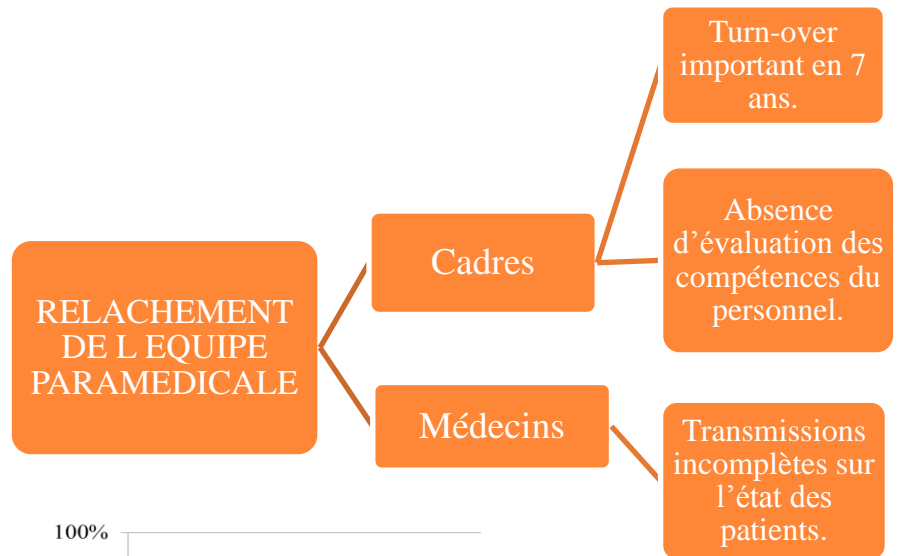 RELACHEMENT
DE L EQUIPE
PARAMEDICALE
Cadres
Turn-over
important en 7
ans.
Absence
d’évaluation des
compétences du
personnel.
Médecins
Transmissions
incomplètes sur
l’état des
patients.
100%